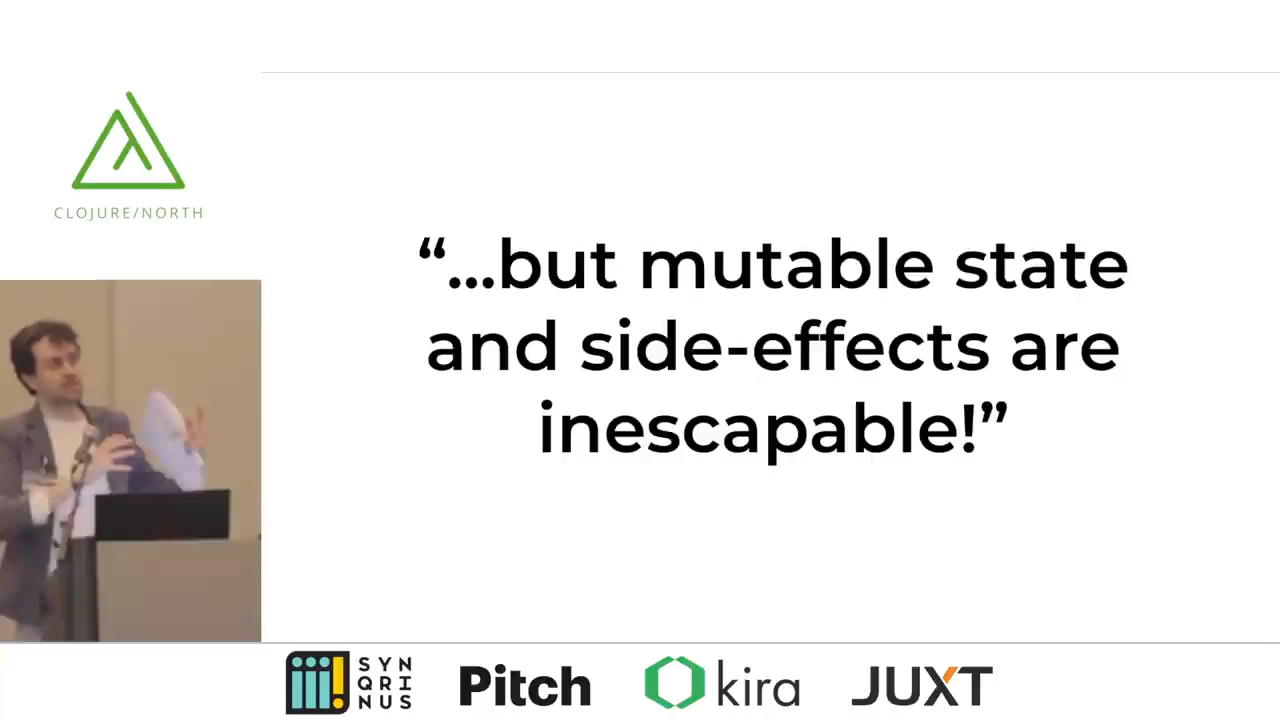 CLOJURE/NORTH
“...but mutable state
and side-effects are
inescapable!”
SYN
QRI
NUS
Pitch
kira
JUXT